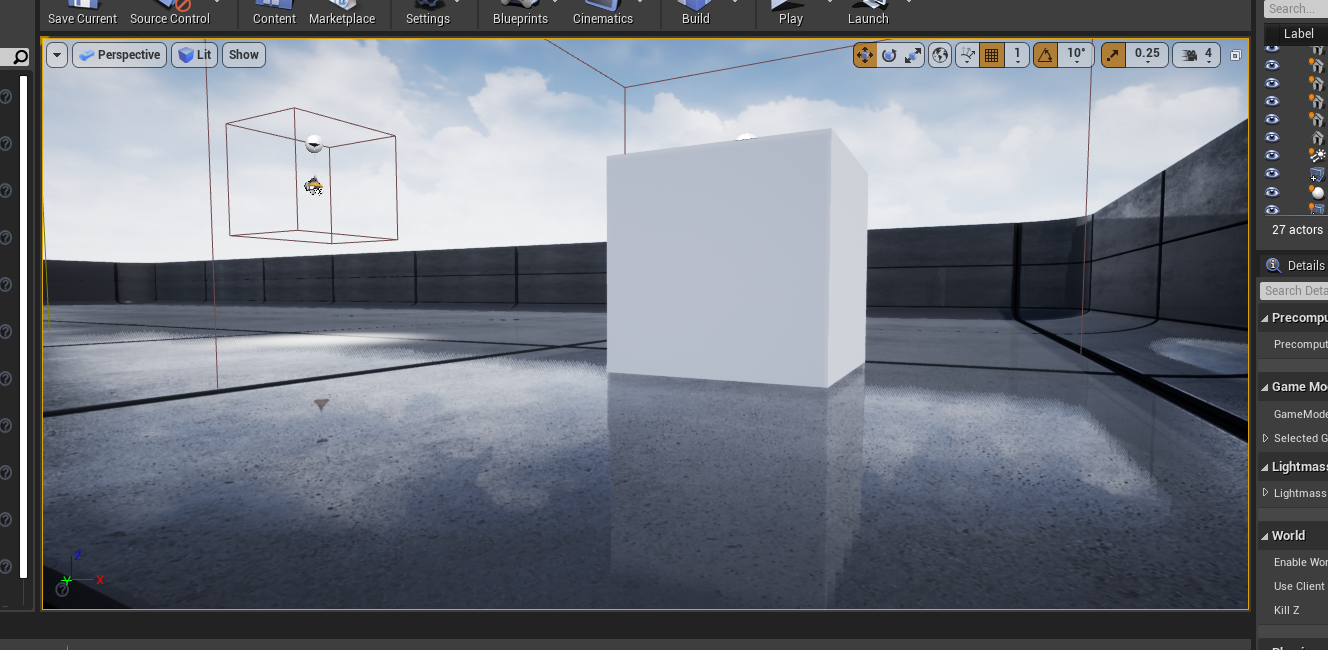 Save Current
Source Control
Content
Marketplace
Settings
Blueprints
Cinematics
Build
Play
Launch
Search...
Label
Perspective
Lit
Show
1
10°
0.25
4
27 actors
Details
Search Deta
Precompu
Precomput
Game Mo
GameMode
Selected G
Lightmass
Lightmass
World
Enable Wor
Use Client
Kill Z
Z
Y
X